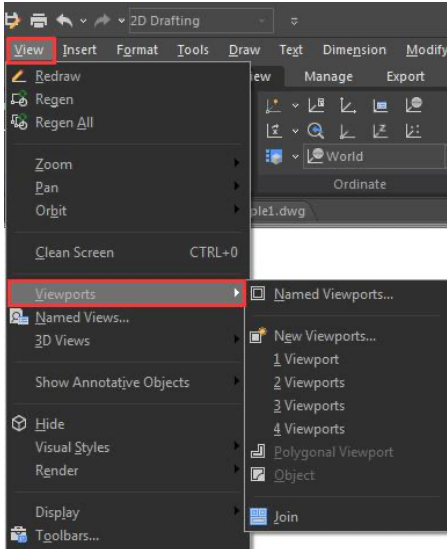 2D Drafting
View Insert Format Tools Draw Text Dimension Modify
Redraw
Regen
Regen All
Zoom
Pan
Orbit
Clean Screen CTRL+0
Viewports
Named Views...
3D Views
Show Annotative Objects
Hide
Visual Styles
Render
Display
Toolbars...
ew Manage Export
World
Ordinate
ple1.dwg
Named Viewports...
New Viewports...
1 Viewport
2 Viewports
3 Viewports
4 Viewports
Polygonal Viewport
Object
Join